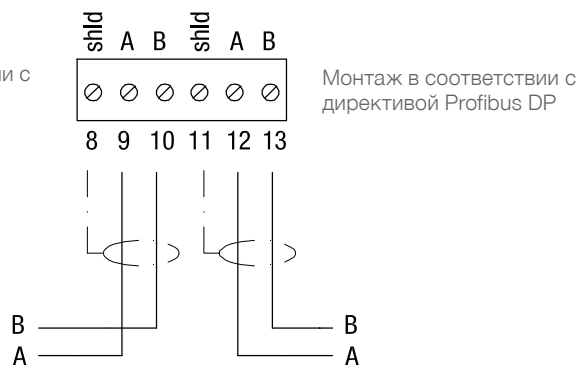 shld A B shld A B
и с
Монтаж в соответствии с
директивой Profibus DP
8 9 10 11 12 13
B B
A A